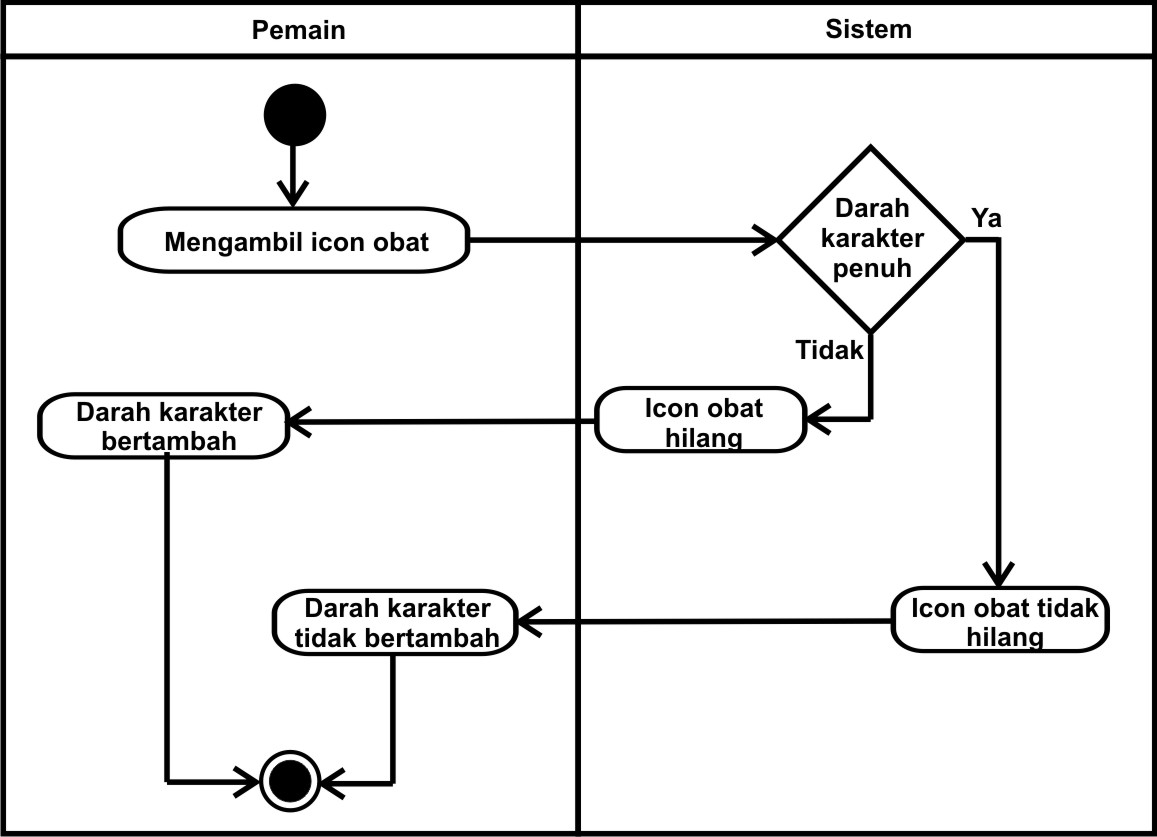 Pemain
Sistem
Mengambil icon obat
Darah
karakter
penuh
Ya
Tidak
Icon obat
hilang
Darah karakter
bertambah
Icon obat tidak
hilang
Darah karakter
tidak bertambah